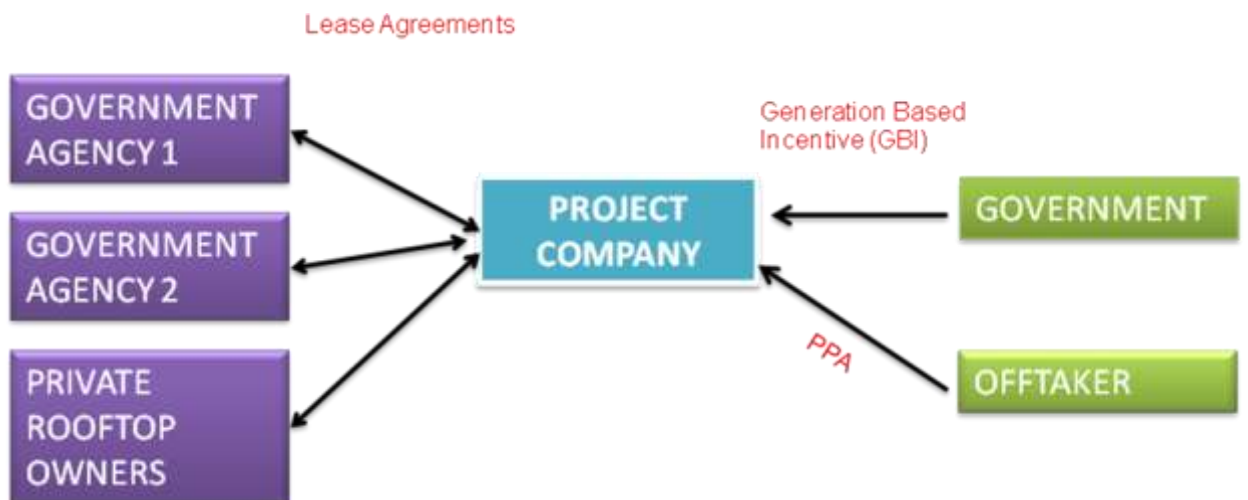 Lease Agreements
GOVERNMENT
AGENCY 1
GOVERNMENT
AGENCY 2
PRIVATE
ROOFTOP
OWNERS
PROJECT
COMPANY
Generation Based
Incentive (GBI)
GOVERNMENT
PPA
OFFTAKER